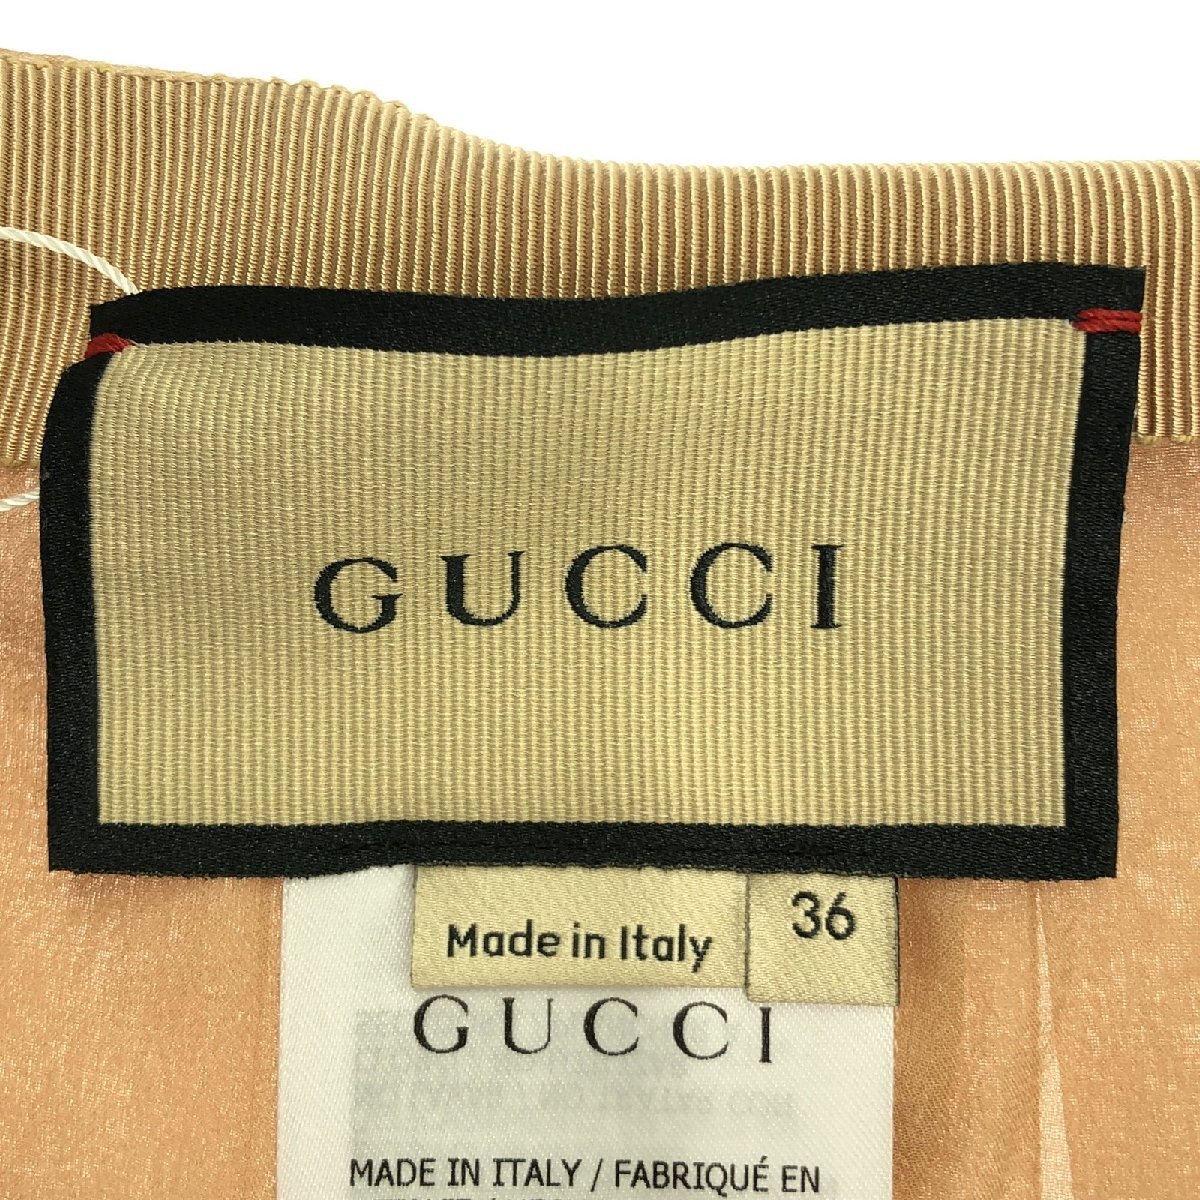 GUCCI
Made in Italy
36
GUCCI
MADE IN ITALY / FABRIQUÉ EN